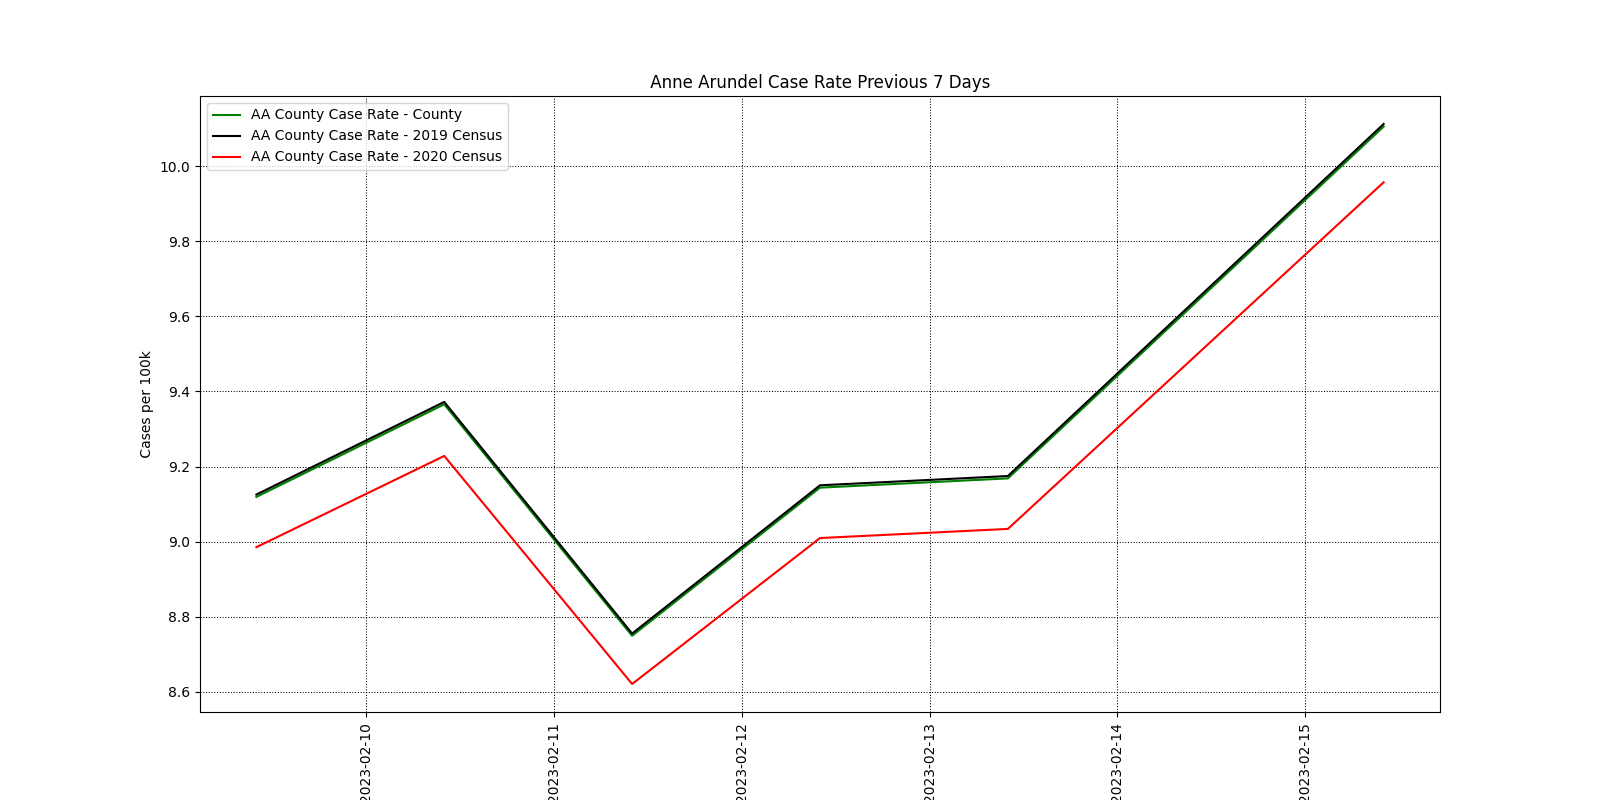 Anne Arundel Case Rate Previous 7 Days
AA County Case Rate - County
AA County Case Rate - 2019 Census
AA County Case Rate - 2020 Census
Cases per 100k
10.0
9.8
9.6
9.4
9.2
9.0
8.8
8.6
2023-02-10
2023-02-11
2023-02-12
2023-02-13
2023-02-14
2023-02-15